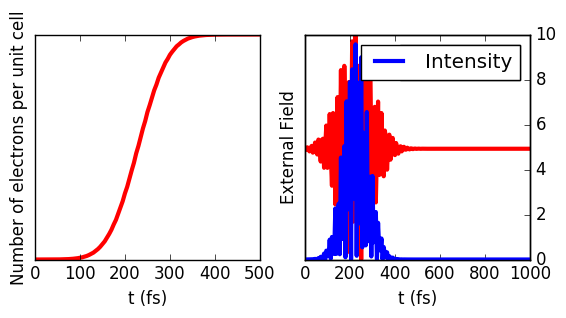 Number of electrons per unit cell
0 100 200 300 400 500
t (fs)
External Field
Intensity
10
8
6
4
2
0
0 200 400 600 800 1000
t (fs)